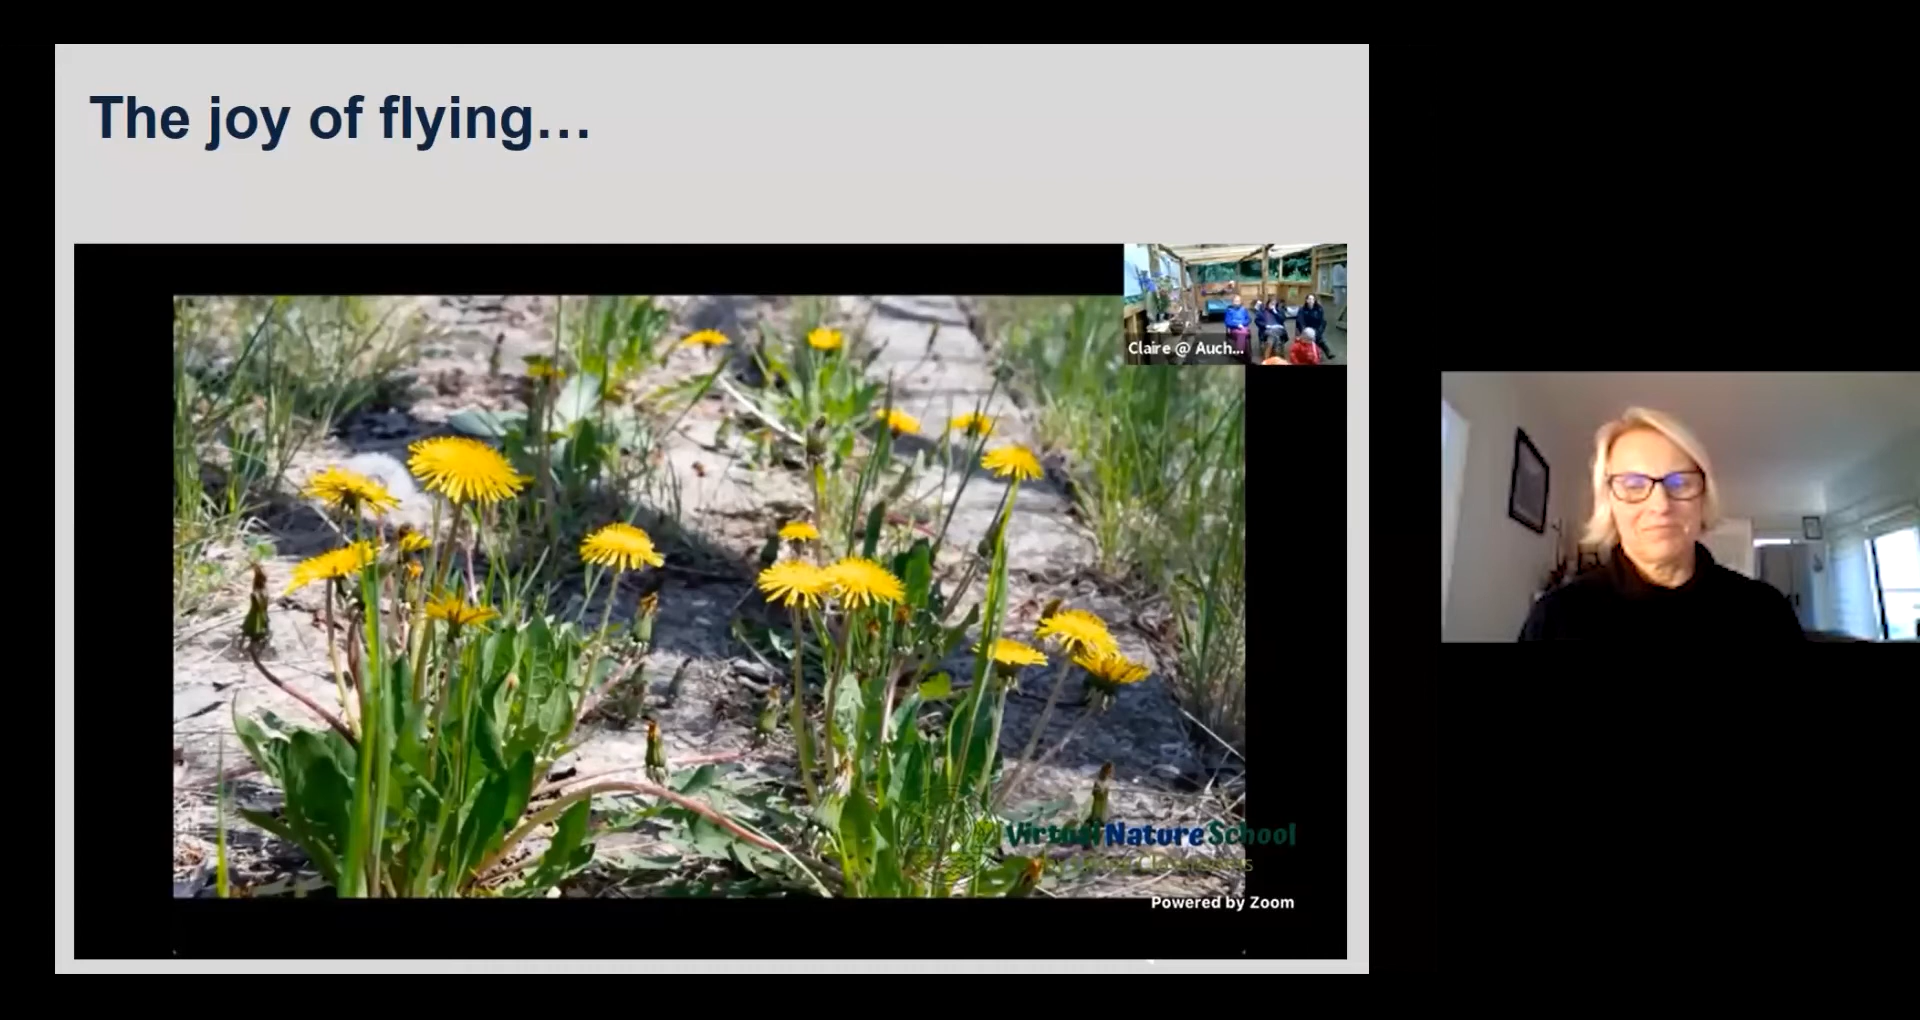 The joy of flying…
Claire @ Auch...
Virtual Nature School
Powered by Zoom